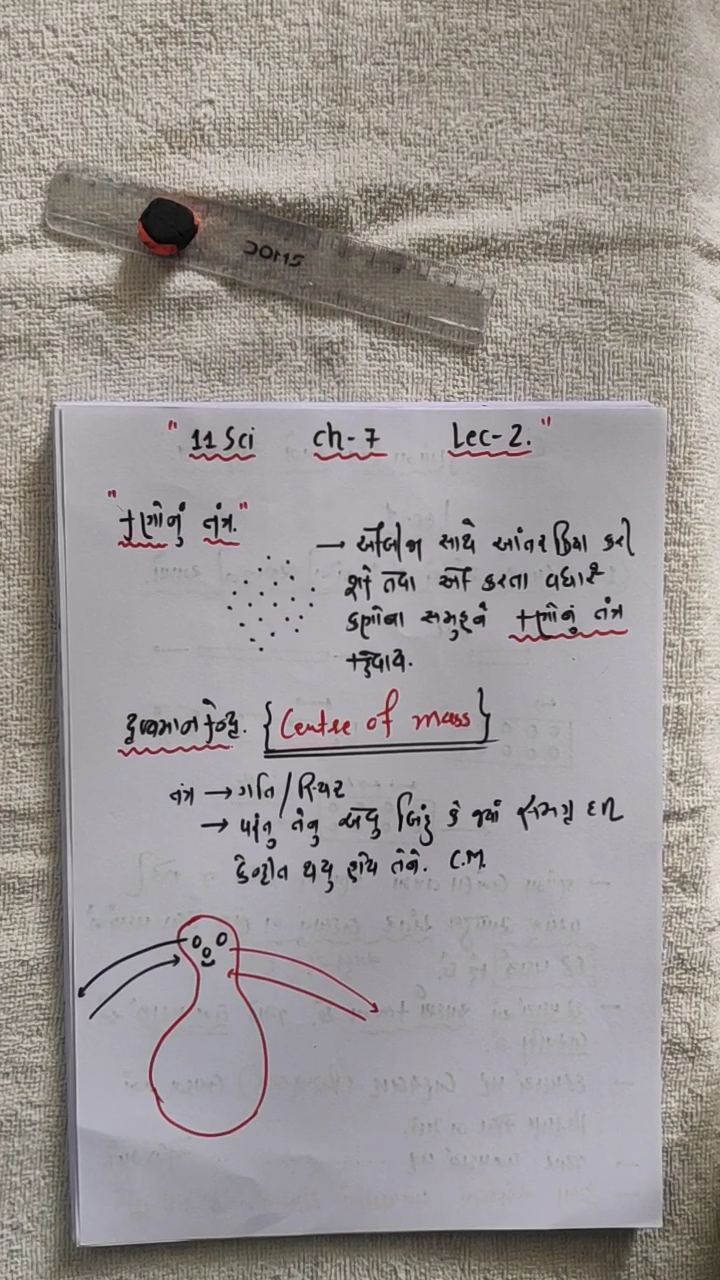 DOMS
"11 Sci ch-7 Lec-2."
"કણોનું તંત્ર."
→ એકબીજા સાથે આંતરક્રિયા કરી
શકે તેવા એક કરતા વધારે
કણોના સમુહને કણોનું તંત્ર
કહેવાય.
દ્રવ્યમાન કેન્દ્ર. {Centre of mass}
તંત્ર → ગતિ/સ્થિર
→ પરંતુ તેનુ એવુ બિંદુ કે જ્યાં સમગ્ર દળ
કેન્દ્રીત થયુ હોય તેને. C.M.